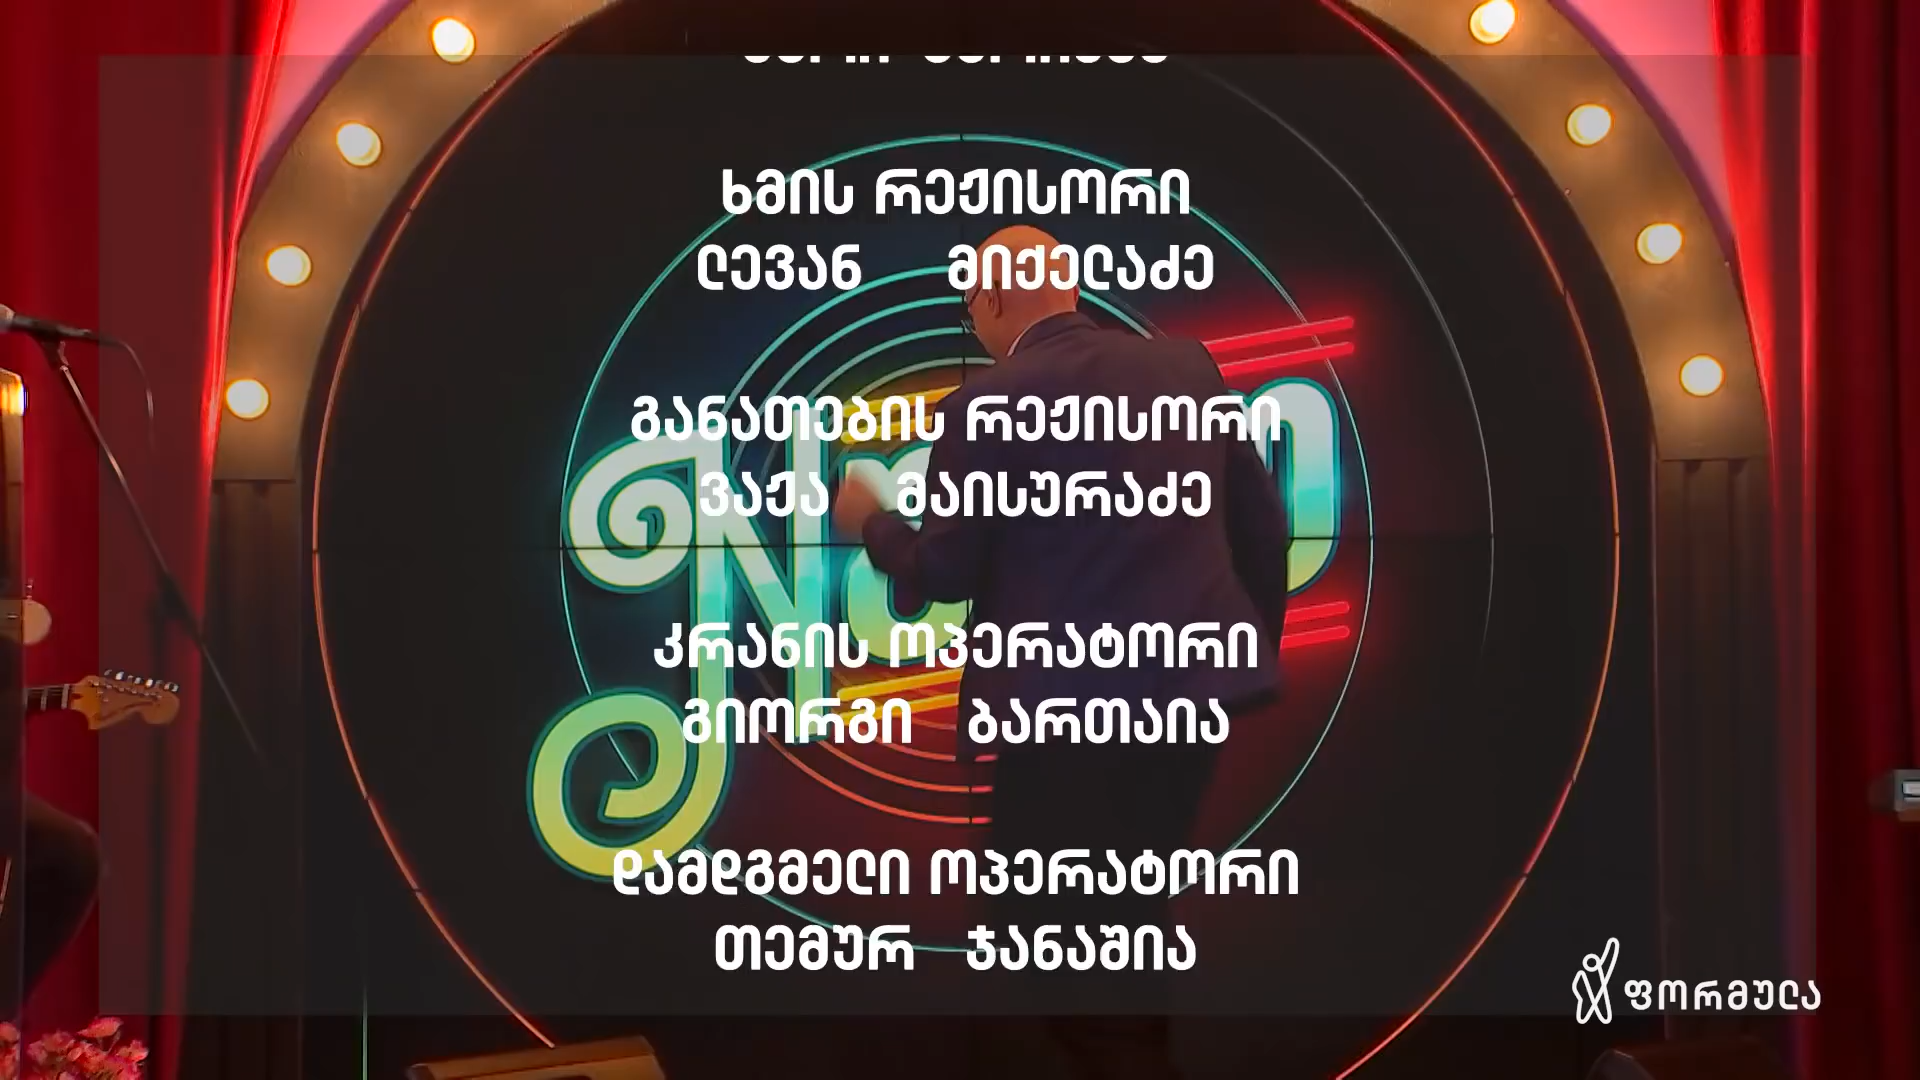 ხმის რეჟისორი
ლევან მიქელაძე
განათების რეჟისორი
ვაჟა მაისურაძე
კრანის ოპერატორი
გიორგი ბართაია
დამდგმელი ოპერატორი
თემურ ჯანაშია
ფორმულა